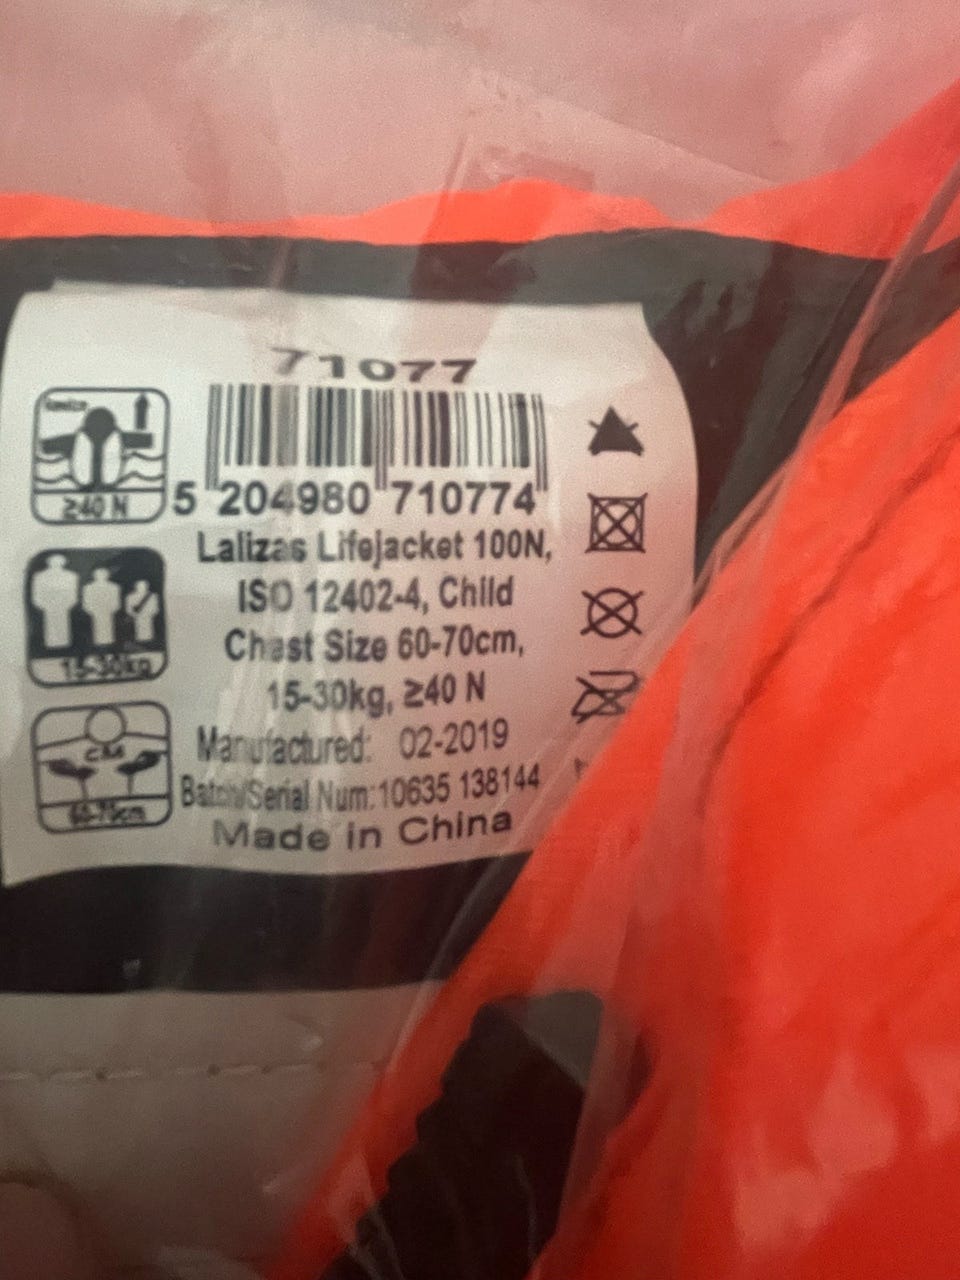 71077
5 204980 710774
≥40 N
Lalizas Lifejacket 100N,
ISO 12402-4, Child
Chest Size 60-70cm,
15-30kg, ≥40 N
15-30kg
Manufactured: 02-2019
Batch/Serial Num:10635 138144
Made in China
60-70cm